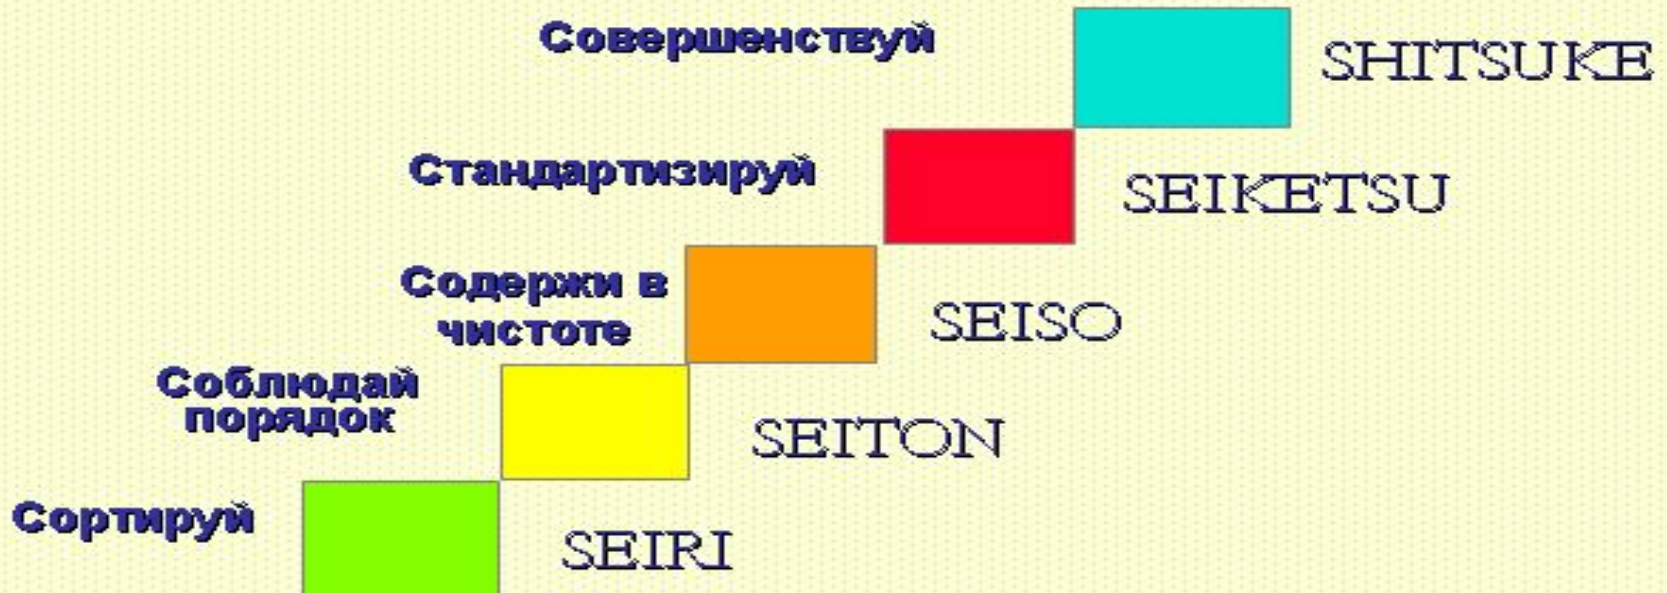 Совершенствуй
SHITSUKE
Стандартизируй
SEIKETSU
Содержи в
чистоте
SEISO
Соблюдай
порядок
SEITON
Сортируй
SEIRI